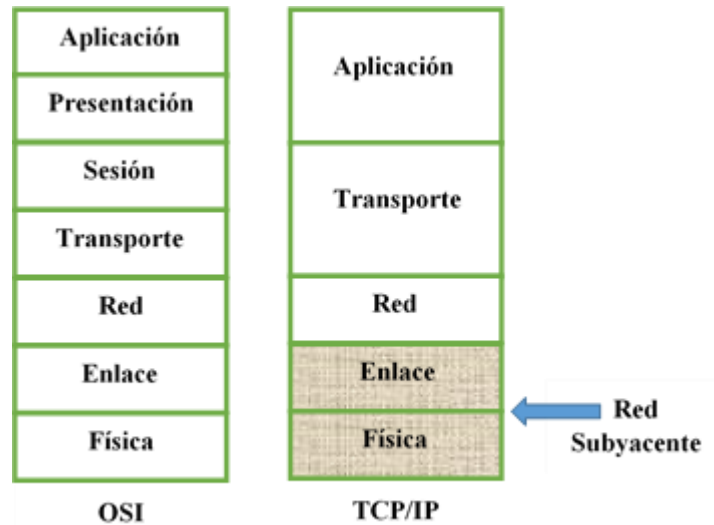 Aplicación
Presentación
Sesión
Transporte
Red
Enlace
Física
OSI
Aplicación
Transporte
Red
Enlace
Física
TCP/IP
Red
Subyacente